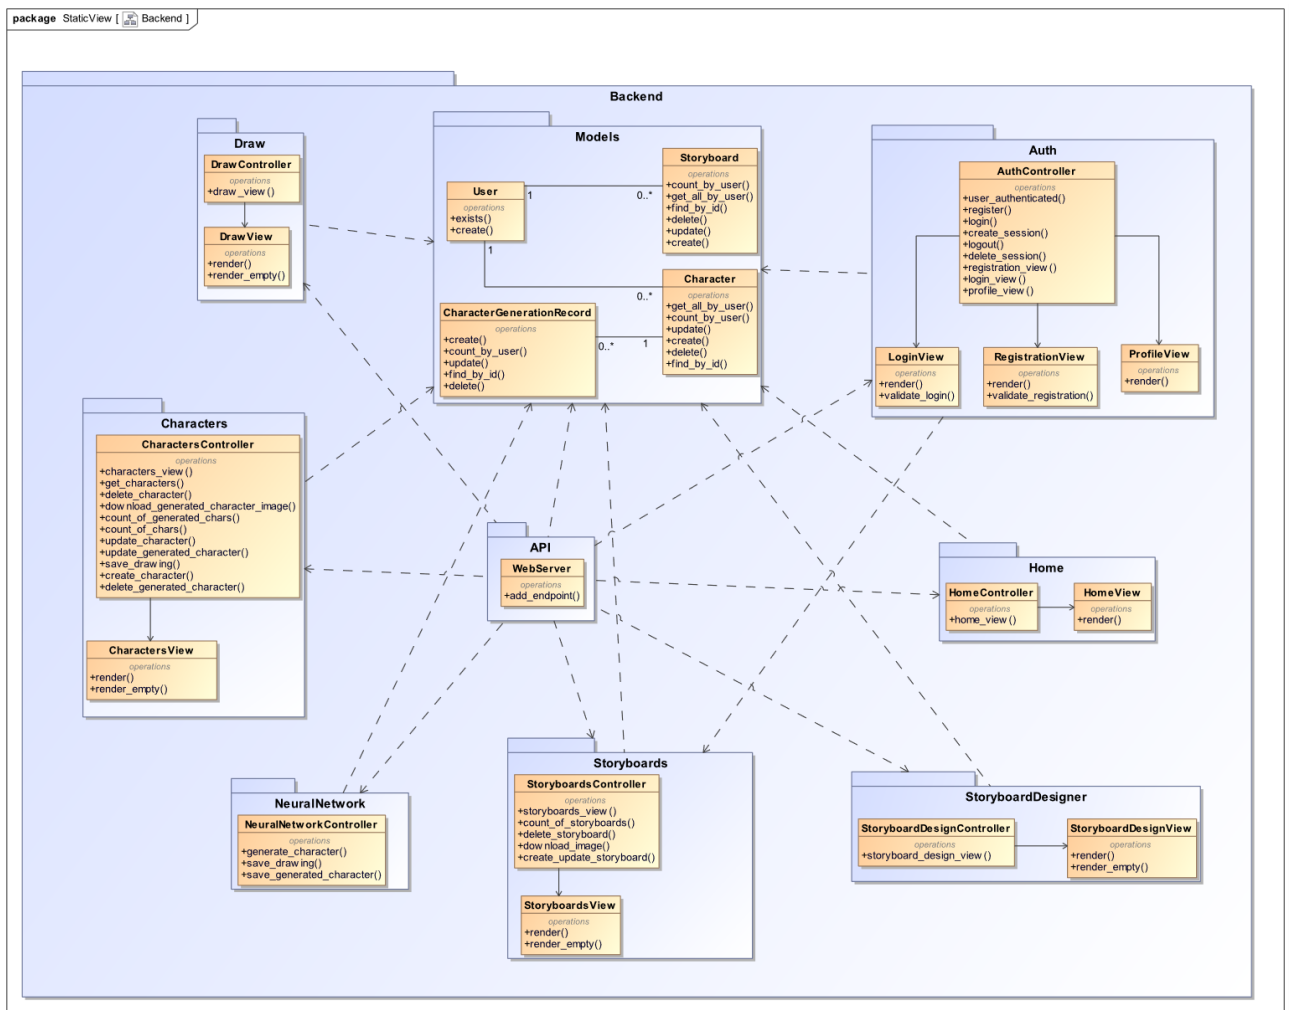 package StaticView [ Backend ]
Backend
Draw
DrawController
operations
+draw_view()
DrawView
operations
+render()
+render_empty()
Models
User
operations
+exists()
+create()
1
0..*
1
0..*
Storyboard
operations
+count_by_user()
+get_all_by_user()
+find_by_id()
+delete()
+update()
+create()
Character
operations
+get_all_by_user()
+count_by_user()
+update()
+create()
+delete()
+find_by_id()
CharacterGenerationRecord
operations
+create()
+count_by_user()
+update()
+find_by_id()
+delete()
0..*
1
Auth
AuthController
operations
+user_authenticated()
+register()
+login()
+create_session()
+logout()
+delete_session()
+registration_view()
+login_view()
+profile_view()
LoginView
operations
+render()
+validate_login()
RegistrationView
operations
+render()
+validate_registration()
ProfileView
operations
+render()
Characters
CharactersController
operations
+characters_view()
+get_characters()
+delete_character()
+download_generated_character_image()
+count_of_generated_chars()
+count_of_chars()
+update_character()
+update_generated_character()
+save_drawing()
+create_character()
+delete_generated_character()
CharactersView
operations
+render()
+render_empty()
API
WebServer
operations
+add_endpoint()
Home
HomeController
operations
+home_view()
HomeView
operations
+render()
NeuralNetwork
NeuralNetworkController
operations
+generate_character()
+save_drawing()
+save_generated_character()
Storyboards
StoryboardsController
operations
+storyboards_view()
+count_of_storyboards()
+delete_storyboard()
+download_image()
+create_update_storyboard()
StoryboardsView
operations
+render()
+render_empty()
StoryboardDesigner
StoryboardDesignController
operations
+storyboard_design_view()
StoryboardDesignView
operations
+render()
+render_empty()